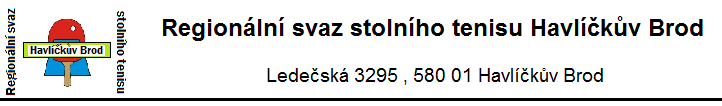 Regionální svaz
Havlíčkův Brod
stolního tenisu
Regionální svaz stolního tenisu Havlíčkův Brod
Ledečská 3295 , 580 01 Havlíčkův Brod